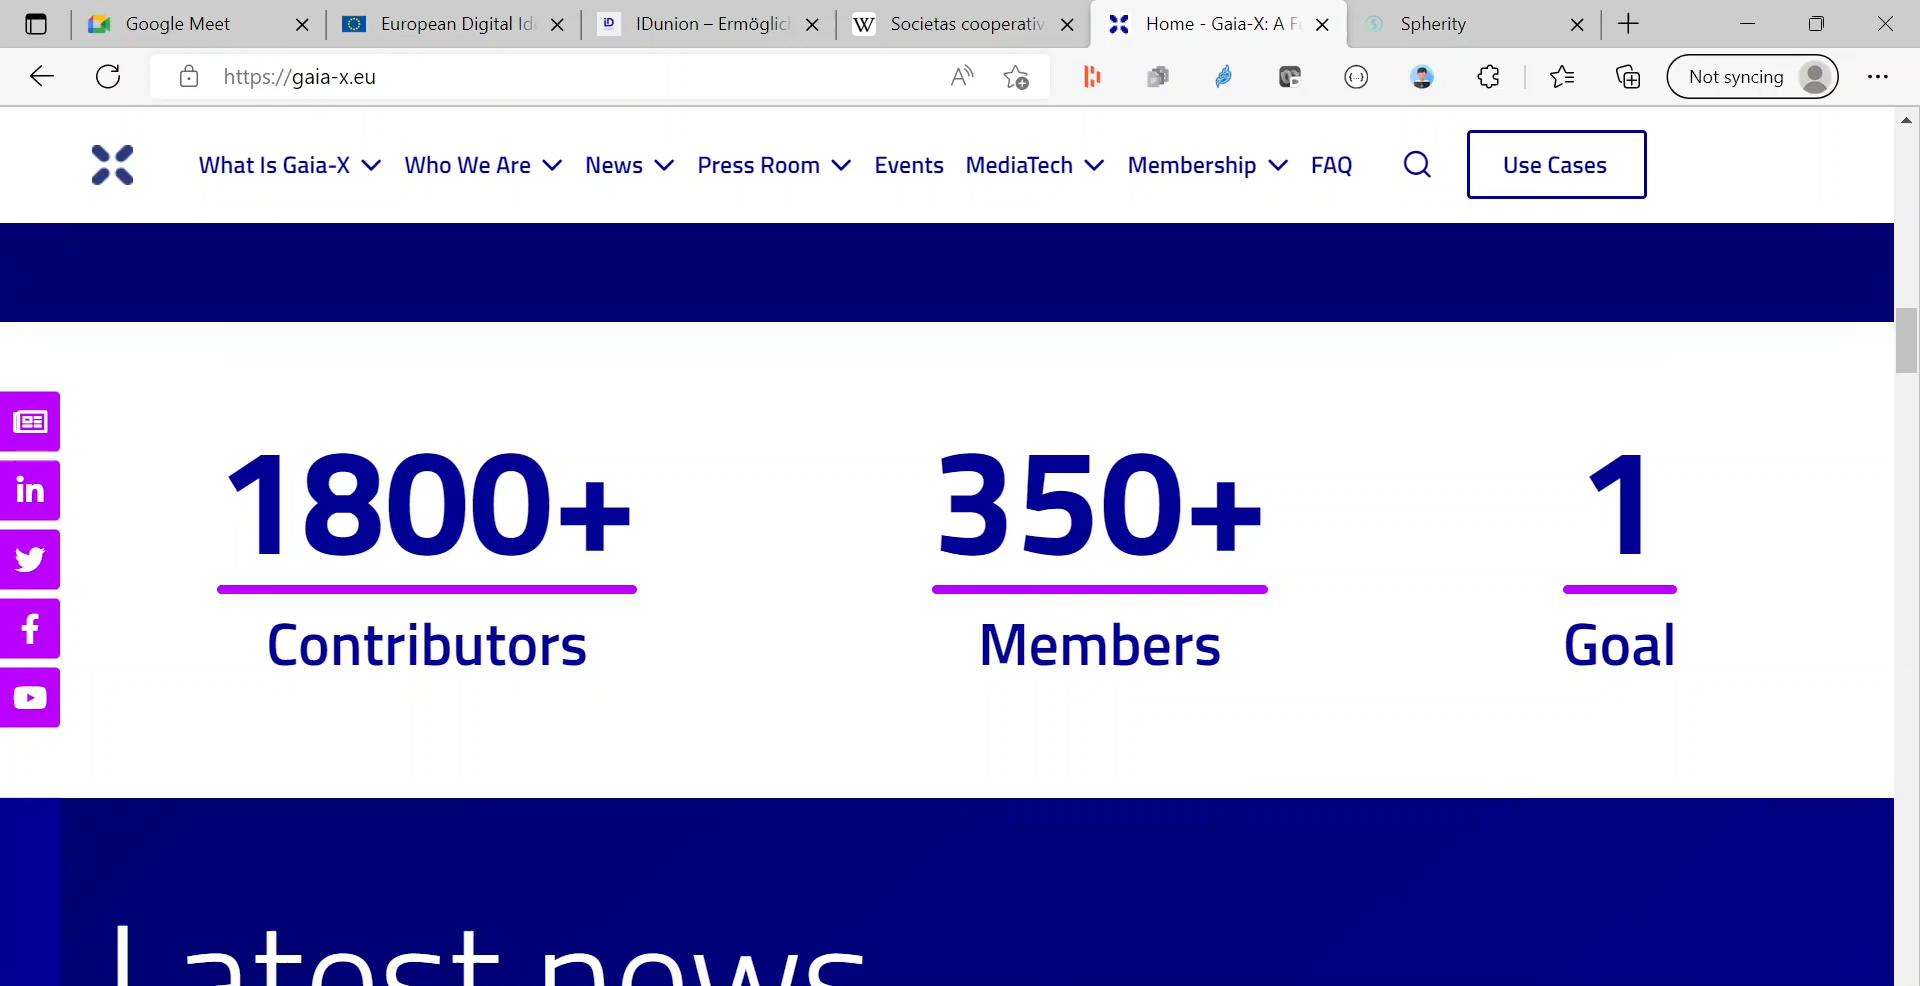 Google Meet
European Digital Id
IDunion – Ermöglic
Societas cooperativ
Home - Gaia-X: A F
Spherity
https://gaia-x.eu
Not syncing
What Is Gaia-X
Who We Are
News
Press Room
Events
MediaTech
Membership
FAQ
Use Cases
1800+
350+
1
Contributors
Members
Goal
Latest news